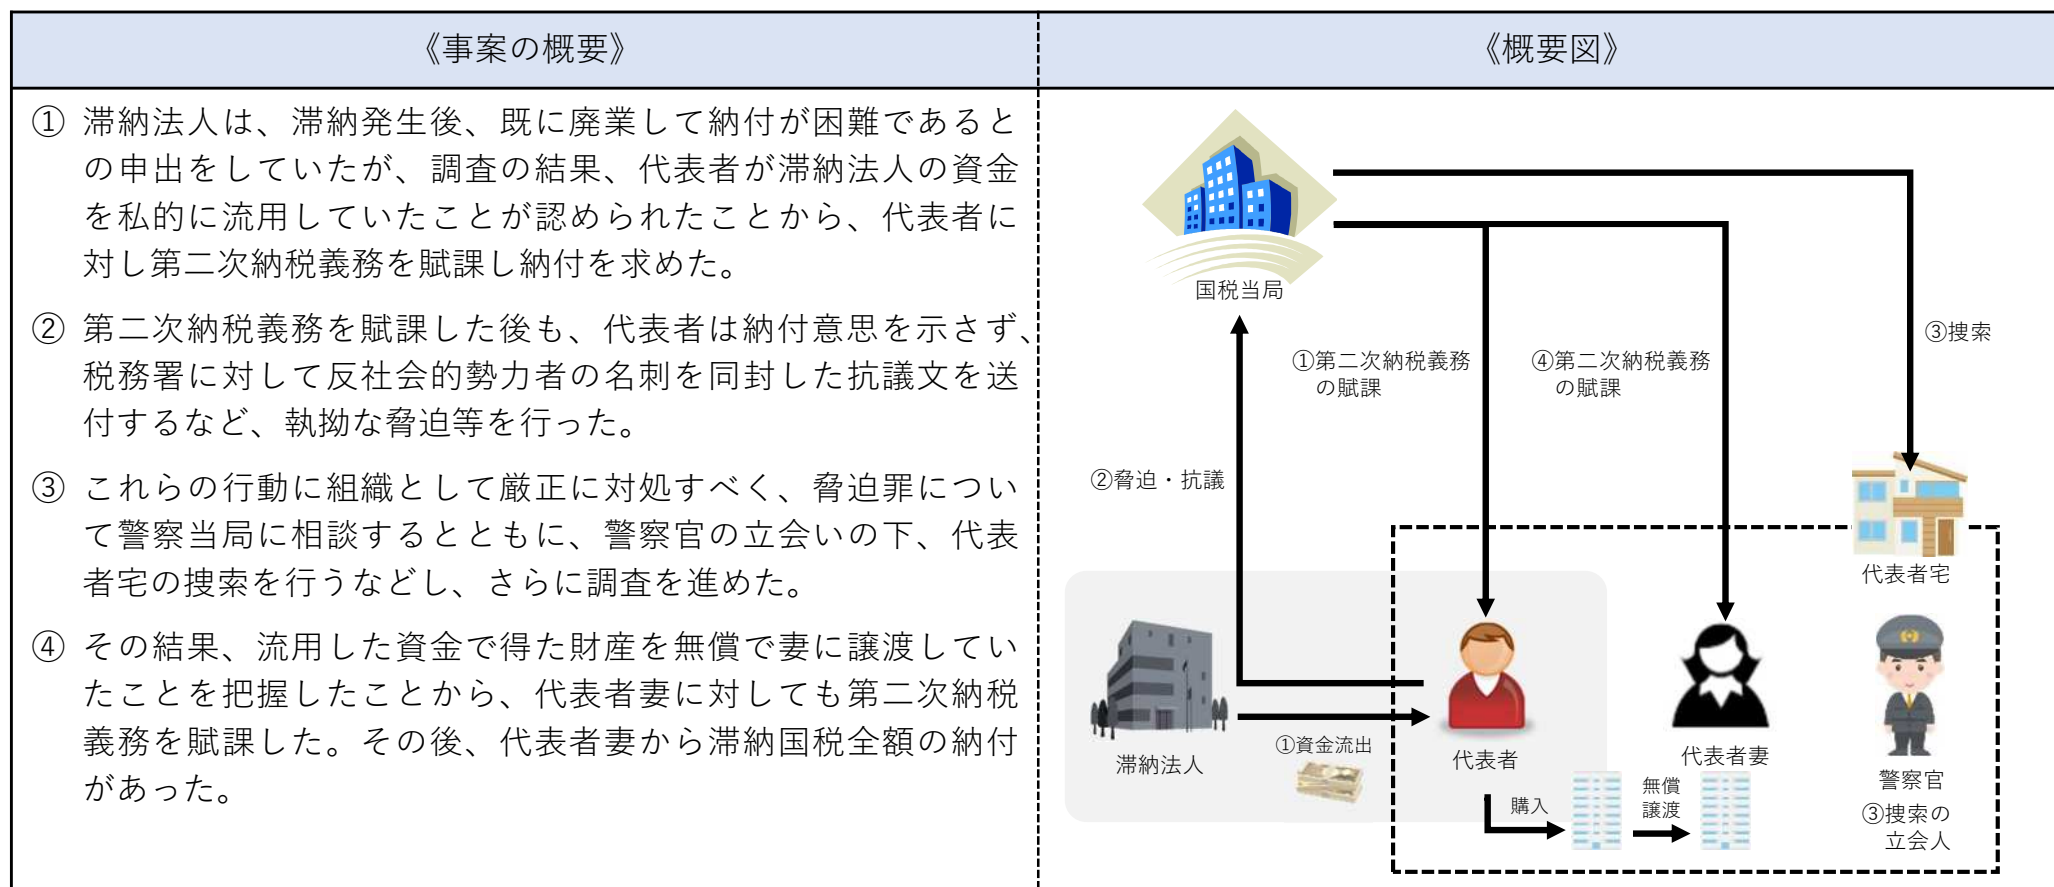 《事案の概要》
① 滞納法人は、滞納発生後、既に廃業して納付が困難であると
の申出をしていたが、調査の結果、代表者が滞納法人の資金
を私的に流用していたことが認められたことから、代表者に
対し第二次納税義務を賦課し納付を求めた。
② 第二次納税義務を賦課した後も、代表者は納付意思を示さず、
税務署に対して反社会的勢力者の名刺を同封した抗議文を送
付するなど、執拗な脅迫等を行った。
③ これらの行動に組織として厳正に対処すべく、脅迫罪につい
て警察当局に相談するとともに、警察官の立会いの下、代表
者宅の捜索を行うなどし、さらに調査を進めた。
④ その結果、流用した資金で得た財産を無償で妻に譲渡してい
たことを把握したことから、代表者妻に対しても第二次納税
義務を賦課した。その後、代表者妻から滞納国税全額の納付
があった。
《概要図》
国税当局
③捜索
①第二次納税義務
の賦課
④第二次納税義務
の賦課
②脅迫・抗議
代表者宅
滞納法人
①資金流出
代表者
代表者妻
警察官
③捜索の
立会人
購入
無償
譲渡